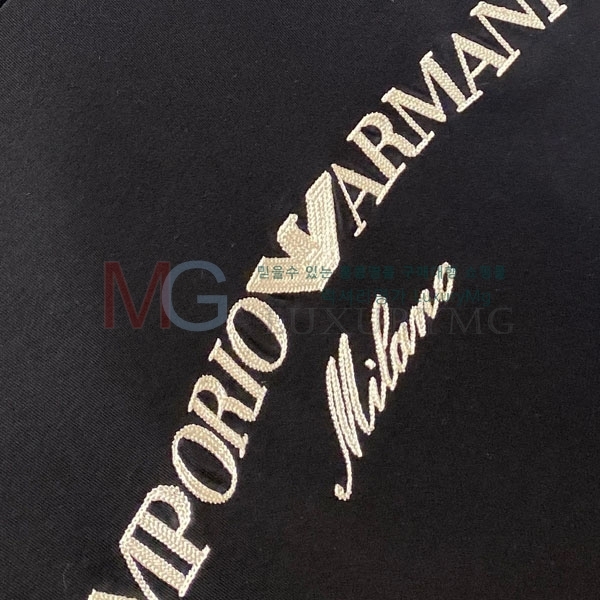 MPORIO ARMANI
Milano
MG
믿을수 있는
LUXURY MG